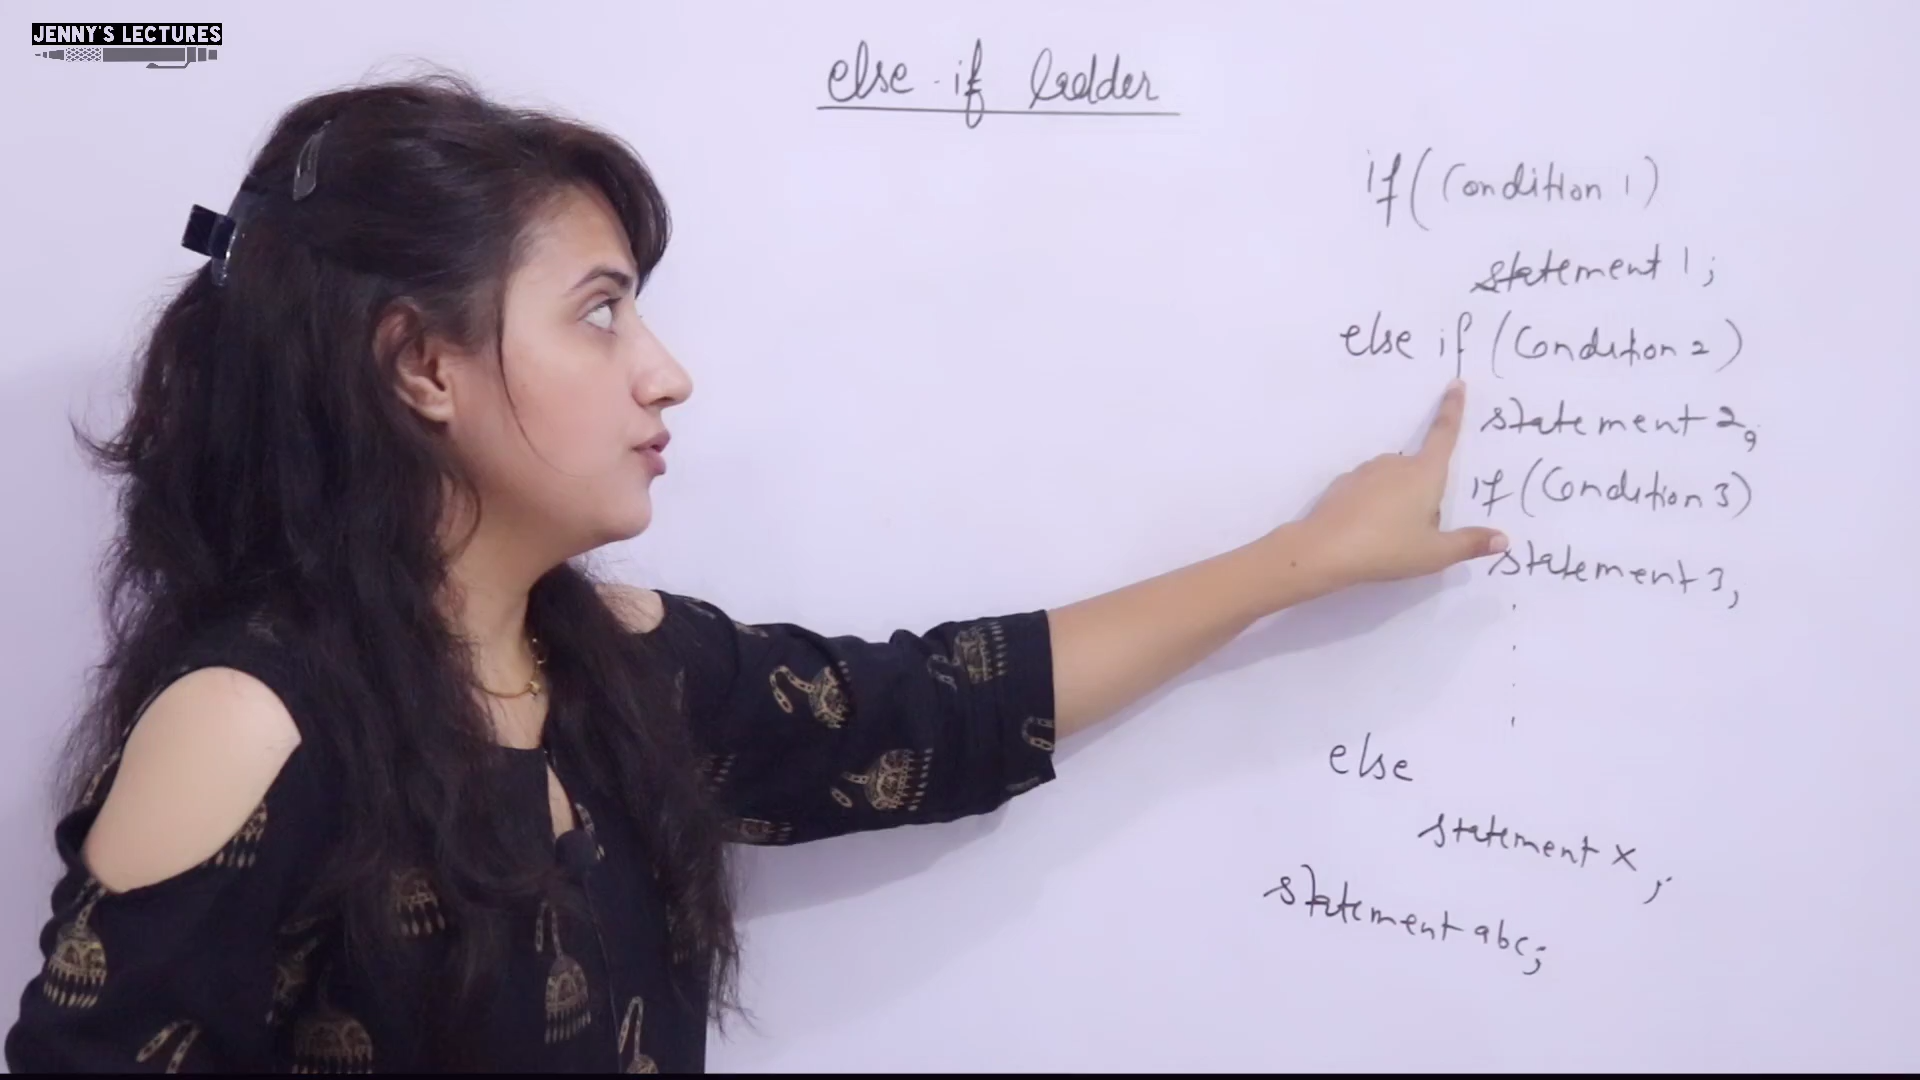 JENNY'S LECTURES
else-if ladder
if (Condition 1)
statement 1;
else if (Condition 2)
statement 2;
if (Condition 3)
statement 3;
else
statement x;
statement abc;